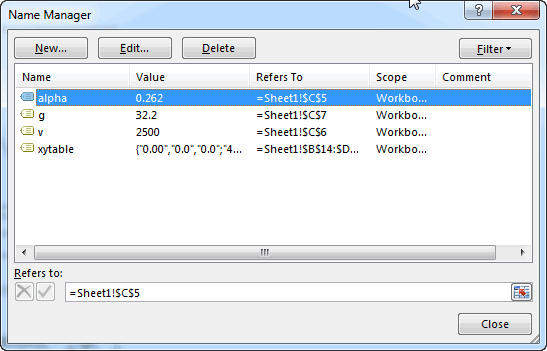 Name Manager
New... Edit... Delete Filter
Name Value Refers To Scope Comment
alpha 0.262 =Sheet1!$C$5 Workbo...
g 32.2 =Sheet1!$C$7 Workbo...
v 2500 =Sheet1!$C$6 Workbo...
xytable {"0.00","0.0","0.0";"4... =Sheet1!$B$14:$D... Workbo...
Refers to:
=Sheet1!$C$5
Close